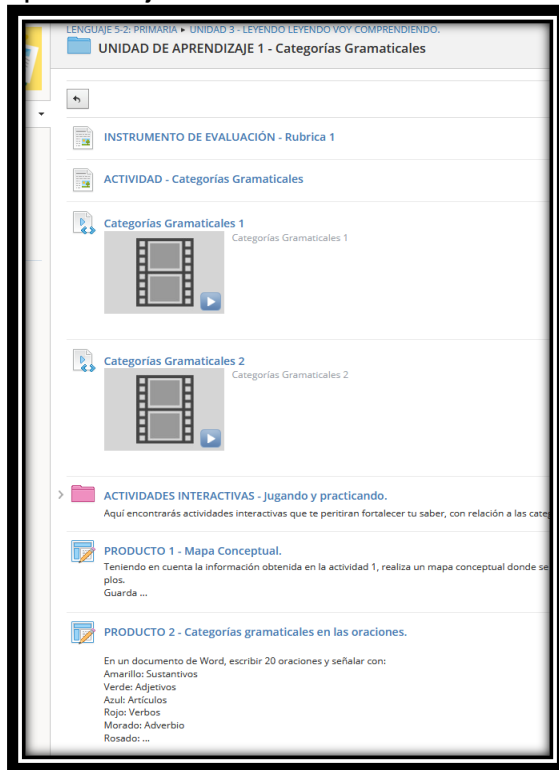 LENGUAJE 5-2: PRIMARIA ▸ UNIDAD 3 - LEYENDO LEYENDO VOY COMPRENDIENDO.
UNIDAD DE APRENDIZAJE 1 - Categorías Gramaticales
INSTRUMENTO DE EVALUACIÓN - Rubrica 1
ACTIVIDAD - Categorías Gramaticales
Categorías Gramaticales 1
Categorías Gramaticales 1
Categorías Gramaticales 2
Categorías Gramaticales 2
ACTIVIDADES INTERACTIVAS - Jugando y practicando.
Aquí encontrarás actividades interactivas que te peritiran fortalecer tu saber, con relación a las
PRODUCTO 1 - Mapa Conceptual.
Teniendo en cuenta la información obtenida en la actividad 1, realiza un mapa conceptual donde se
plos.
Guarda ...
PRODUCTO 2 - Categorías gramaticales en las oraciones.
En un documento de Word, escribir 20 oraciones y señalar con:
Amarillo: Sustantivos
Verde: Adjetivos
Azul: Artículos
Rojo: Verbos
Morado: Adverbio
Rosado: ...